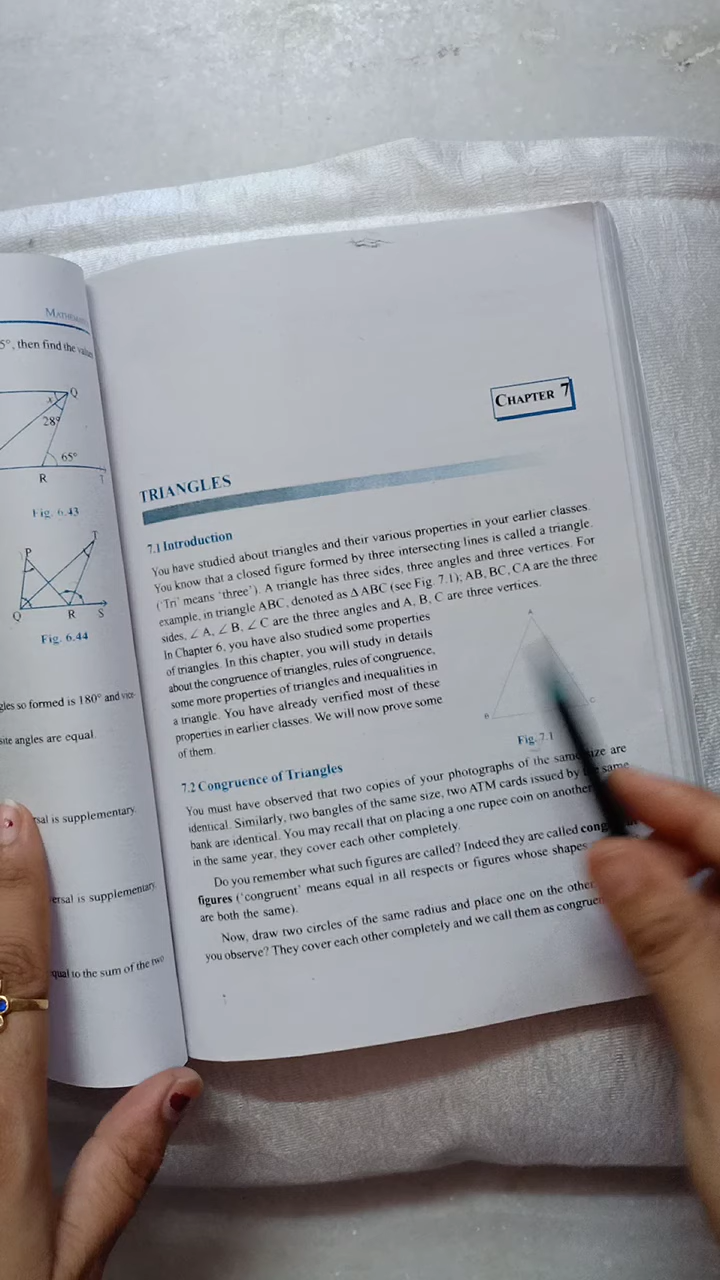 MATHEM
5°, then find the values
x
Q
28°
65°
R
T
Fig. 6.43
P
T
Q
R
S
Fig. 6.44
gles so formed is 180° and vice-
site angles are equal.
rsal is supplementary.
ersal is supplementary
qual to the sum of the two
CHAPTER 7
TRIANGLES
7.1 Introduction
You have studied about triangles and their various properties in your earlier classes.
You know that a closed figure formed by three intersecting lines is called a triangle.
('Tri' means 'three'). A triangle has three sides, three angles and three vertices. For
example, in triangle ABC, denoted as Δ ABC (see Fig. 7.1); AB, BC, CA are the three
sides, ∠ A, ∠ B, ∠ C are the three angles and A, B, C are three vertices.
In Chapter 6, you have also studied some properties
of triangles. In this chapter, you will study in details
about the congruence of triangles, rules of congruence,
some more properties of triangles and inequalities in
a triangle. You have already verified most of these
properties in earlier classes. We will now prove some
of them.
A
B
C
Fig. 7.1
7.2 Congruence of Triangles
You must have observed that two copies of your photographs of the same size are
identical. Similarly, two bangles of the same size, two ATM cards issued by same
bank are identical. You may recall that on placing a one rupee coin on another
in the same year, they cover each other completely.
Do you remember what such figures are called? Indeed they are called
figures ('congruent' means equal in all respects or figures whose shapes
are both the same).
Now, draw two circles of the same radius and place one on the other.
you observe? They cover each other completely and we call them as